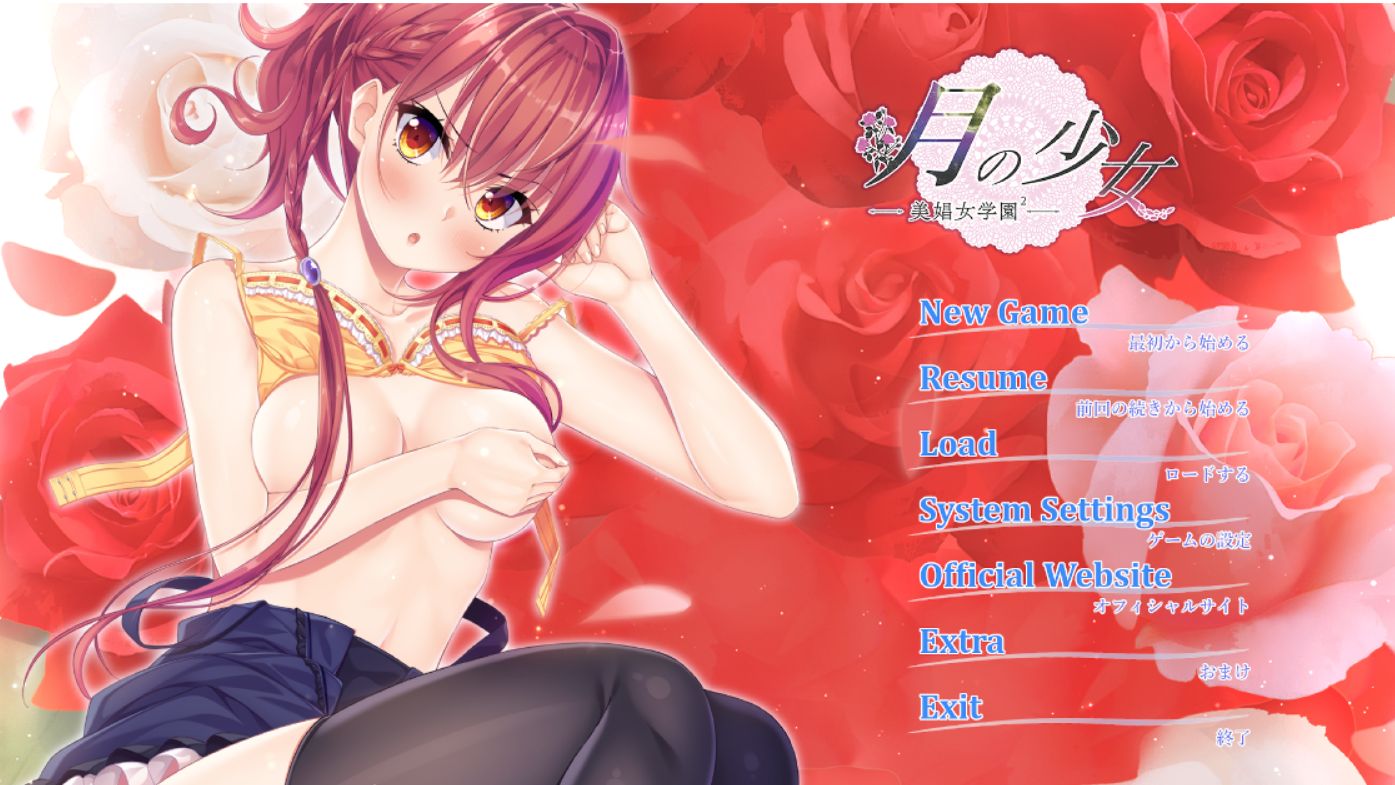 月の少女
美娼女学園²
New Game
最初から始める
Resume
前回の続きから始める
Load
ロードする
System Settings
ゲームの設定
Official Website
オフィシャルサイト
Extra
おまけ
Exit
終了